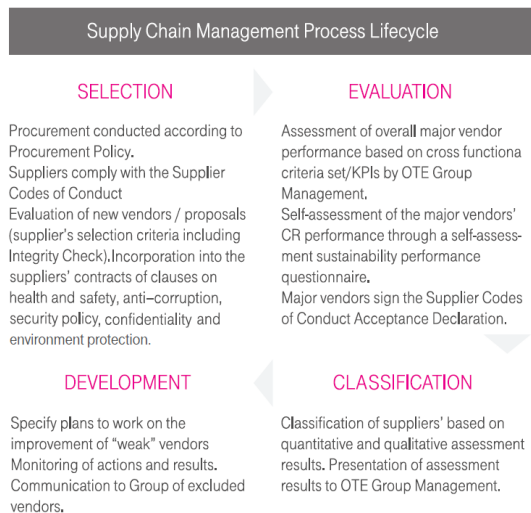 Supply Chain Management Process Lifecycle
SELECTION
Procurement conducted according to
Procurement Policy.
Suppliers comply with the Supplier
Codes of Conduct
Evaluation of new vendors / proposals
(supplier's selection criteria including
Integrity Check).Incorporation into the
suppliers' contracts of clauses on
health and safety, anti–corruption,
security policy, confidentiality and
environment protection.
EVALUATION
Assessment of overall major vendor
performance based on cross functiona
criteria set/KPIs by OTE Group
Management.
Self-assessment of the major vendors'
CR performance through a self-assess-
ment sustainability performance
questionnaire.
Major vendors sign the Supplier Codes
of Conduct Acceptance Declaration.
CLASSIFICATION
Classification of suppliers' based on
quantitative and qualitative assessment
results. Presentation of assessment
results to OTE Group Management.
DEVELOPMENT
Specify plans to work on the
improvement of "weak" vendors
Monitoring of actions and results.
Communication to Group of excluded
vendors.